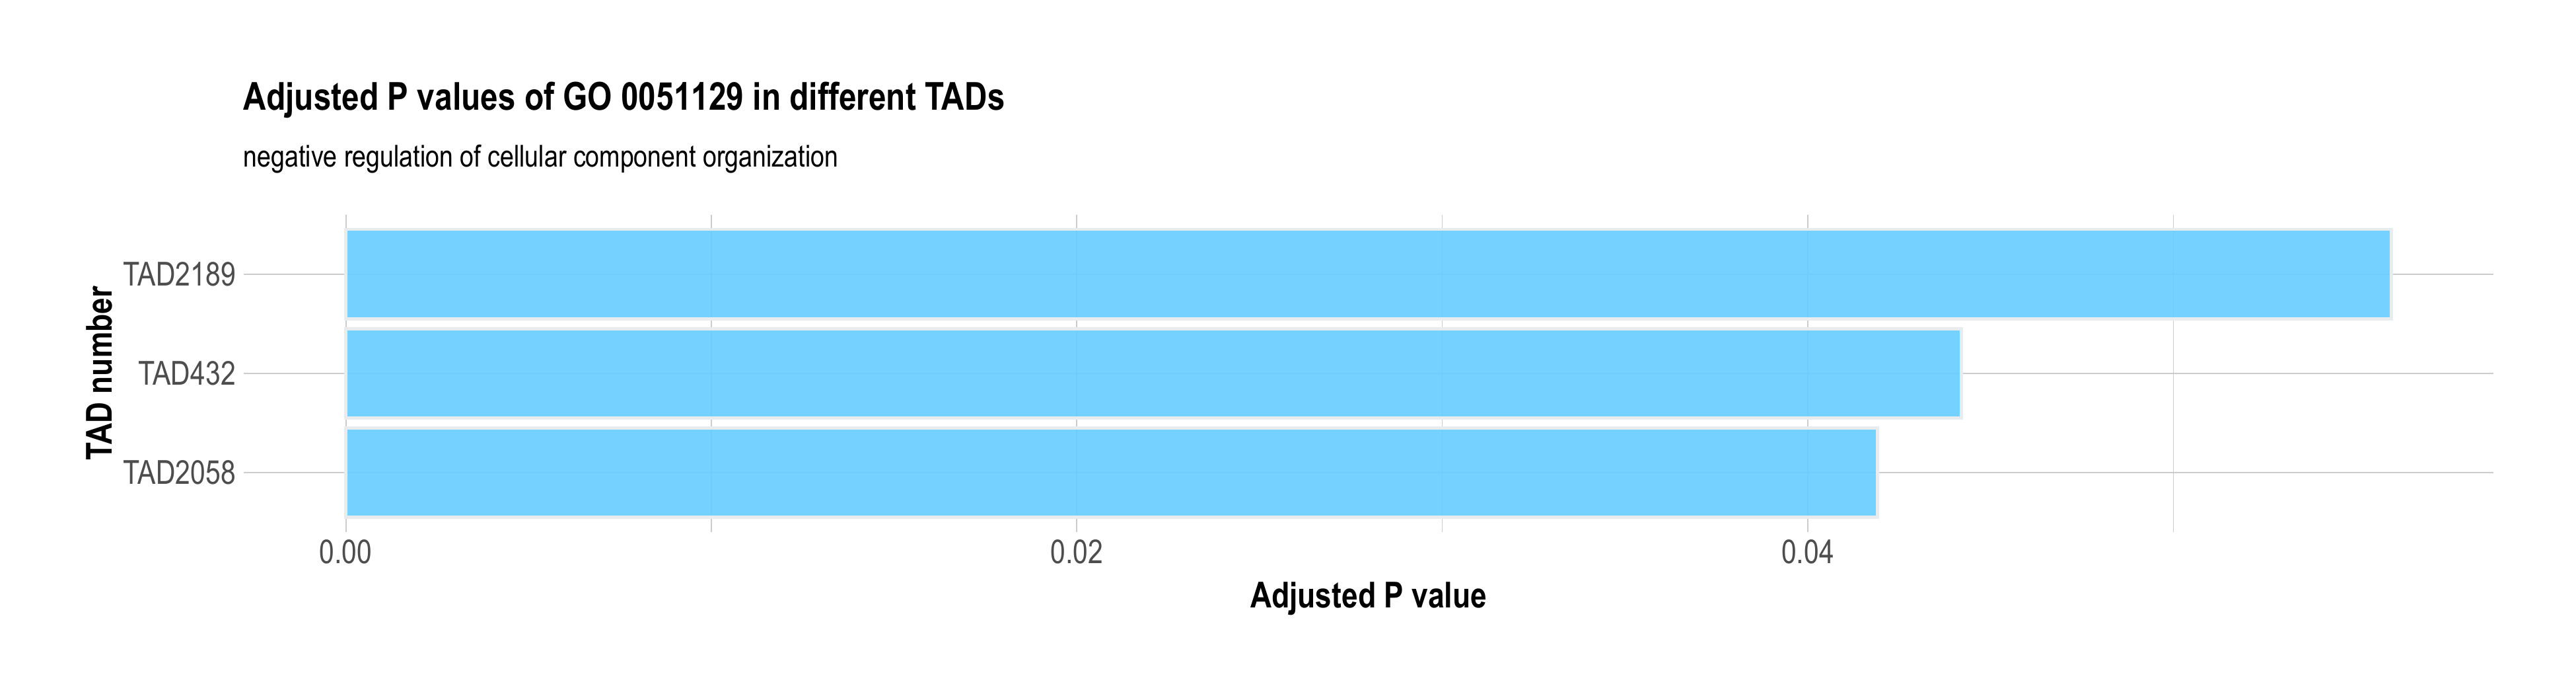 Adjusted P values of GO 0051129 in different TADs
negative regulation of cellular component organization
TAD number
TAD2189
TAD432
TAD2058
0.00 0.02 0.04
Adjusted P value